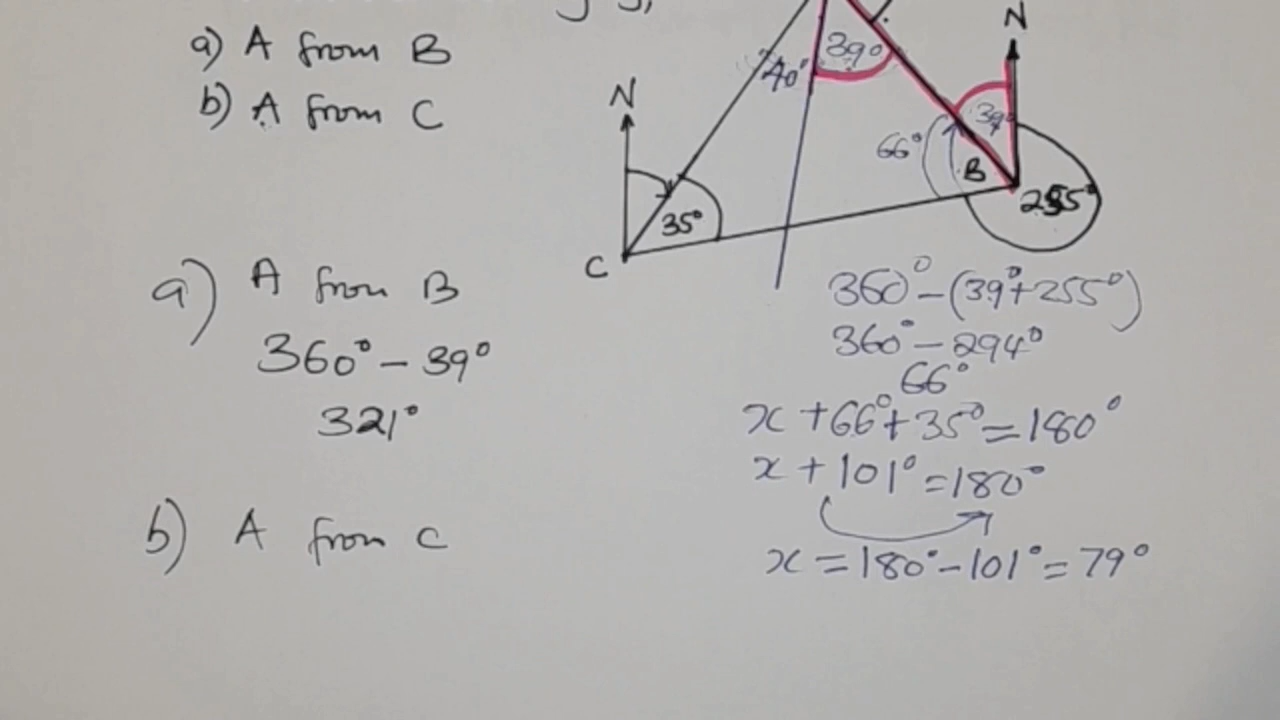 a) A from B
b) A from C
N
N
40°
39°
39°
66°
B
35°
C
a) A from B
360° - 39°
321°
b) A from C
360° - (39° + 255°)
360° - 294°
66°
x + 66° + 35° = 180°
x + 101° = 180°
x = 180° - 101° = 79°